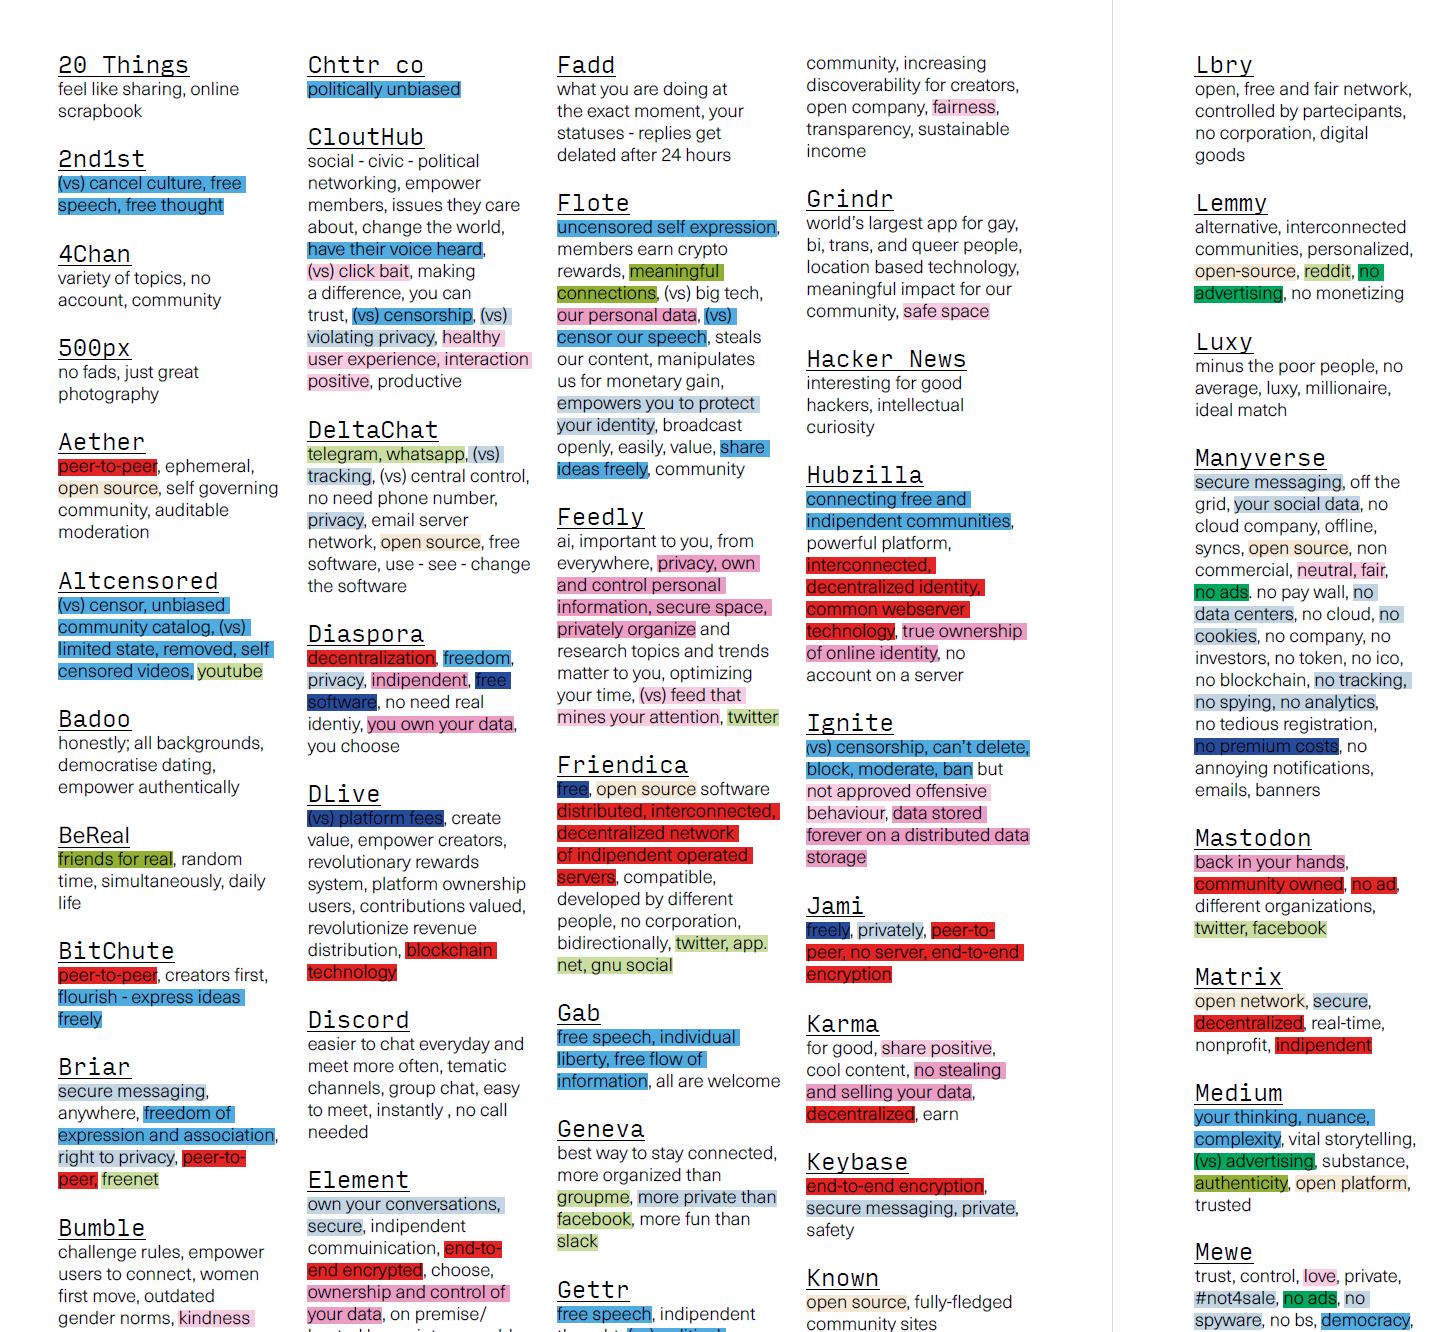 20 Things
feel like sharing, online
scrapbook
2nd1st
(vs) cancel culture, free
speech, free thought
4Chan
variety of topics, no
account, community
500px
no fads, just great
photography
Aether
peer-to-peer, ephemeral,
open source, self governing
community, auditable
moderation
Altcensored
(vs) censor, unbiased
community catalog, (vs)
limited state, removed, self
censored videos, youtube
Badoo
honestly; all backgrounds,
democratise dating,
empower authentically
BeReal
friends for real, random
time, simultaneously, daily
life
BitChute
peer-to-peer, creators first,
flourish - express ideas
freely
Briar
secure messaging,
anywhere, freedom of
expression and association,
right to privacy, peer-to-
peer, freenet
Bumble
challenge rules, empower
users to connect, women
first move, outdated
gender norms, kindness
Chttr co
politically unbiased
CloutHub
social - civic - political
networking, empower
members, issues they care
about, change the world,
have their voice heard,
(vs) click bait, making
a difference, you can
trust, (vs) censorship, (vs)
violating privacy, healthy
user experience, interaction
positive, productive
DeltaChat
telegram, whatsapp, (vs)
tracking, (vs) central control,
no need phone number,
privacy, email server
network, open source, free
software, use - see - change
the software
Diaspora
decentralization, freedom,
privacy, indipendent, free
software, no need real
identiy, you own your data,
you choose
DLive
(vs) platform fees, create
value, empower creators,
revolutionary rewards
system, platform ownership
users, contributions valued,
revolutionize revenue
distribution, blockchain
technology
Discord
easier to chat everyday and
meet more often, tematic
channels, group chat, easy
to meet, instantly , no call
needed
Element
own your conversations,
secure, indipendent
commuinication, end-to-
end encrypted, choose,
ownership and control of
your data, on premise/
Fadd
what you are doing at
the exact moment, your
statuses - replies get
delated after 24 hours
Flote
uncensored self expression,
members earn crypto
rewards, meaningful
connections, (vs) big tech,
our personal data, (vs)
censor our speech, steals
our content, manipulates
us for monetary gain,
empowers you to protect
your identity, broadcast
openly, easily, value, share
ideas freely, community
Feedly
ai, important to you, from
everywhere, privacy, own
and control personal
information, secure space,
privately organize and
research topics and trends
matter to you, optimizing
your time, (vs) feed that
mines your attention, twitter
Friendica
free, open source software
distributed, interconnected,
decentralized network
of indipendent operated
servers, compatible,
developed by different
people, no corporation,
bidirectionally, twitter, app.
net, gnu social
Gab
free speech, individual
liberty, free flow of
information, all are welcome
Geneva
best way to stay connected,
more organized than
groupme, more private than
facebook, more fun than
slack
Gettr
free speech, indipendent
community, increasing
discoverability for creators,
open company, fairness,
transparency, sustainable
income
Grindr
world's largest app for gay,
bi, trans, and queer people,
location based technology,
meaningful impact for our
community, safe space
Hacker News
interesting for good
hackers, intellectual
curiosity
Hubzilla
connecting free and
indipendent communities,
powerful platform,
interconnected,
decentralized identity,
common webserver
technology, true ownership
of online identity, no
account on a server
Ignite
(vs) censorship, can't delete,
block, moderate, ban but
not approved offensive
behaviour, data stored
forever on a distributed data
storage
Jami
freely, privately, peer-to-
peer, no server, end-to-end
encryption
Karma
for good, share positive,
cool content, no stealing
and selling your data,
decentralized, earn
Keybase
end-to-end encryption,
secure messaging, private,
safety
Known
open source, fully-fledged
community sites
Lbry
open, free and fair network,
controlled by partecipants,
no corporation, digital
goods
Lemmy
alternative, interconnected
communities, personalized,
open-source, reddit, no
advertising, no monetizing
Luxy
minus the poor people, no
average, luxy, millionaire,
ideal match
Manyverse
secure messaging, off the
grid, your social data, no
cloud company, offline,
syncs, open source, non
commercial, neutral, fair,
no ads. no pay wall, no
data centers, no cloud, no
cookies, no company, no
investors, no token, no ico,
no blockchain, no tracking,
no spying, no analytics,
no tedious registration,
no premium costs, no
annoying notifications,
emails, banners
Mastodon
back in your hands,
community owned, no ad,
different organizations,
twitter, facebook
Matrix
open network, secure,
decentralized, real-time,
nonprofit, indipendent
Medium
your thinking, nuance,
complexity, vital storytelling,
(vs) advertising, substance,
authenticity, open platform,
trusted
Mewe
trust, control, love, private,
#not4sale, no ads, no
spyware, no bs, democracy,